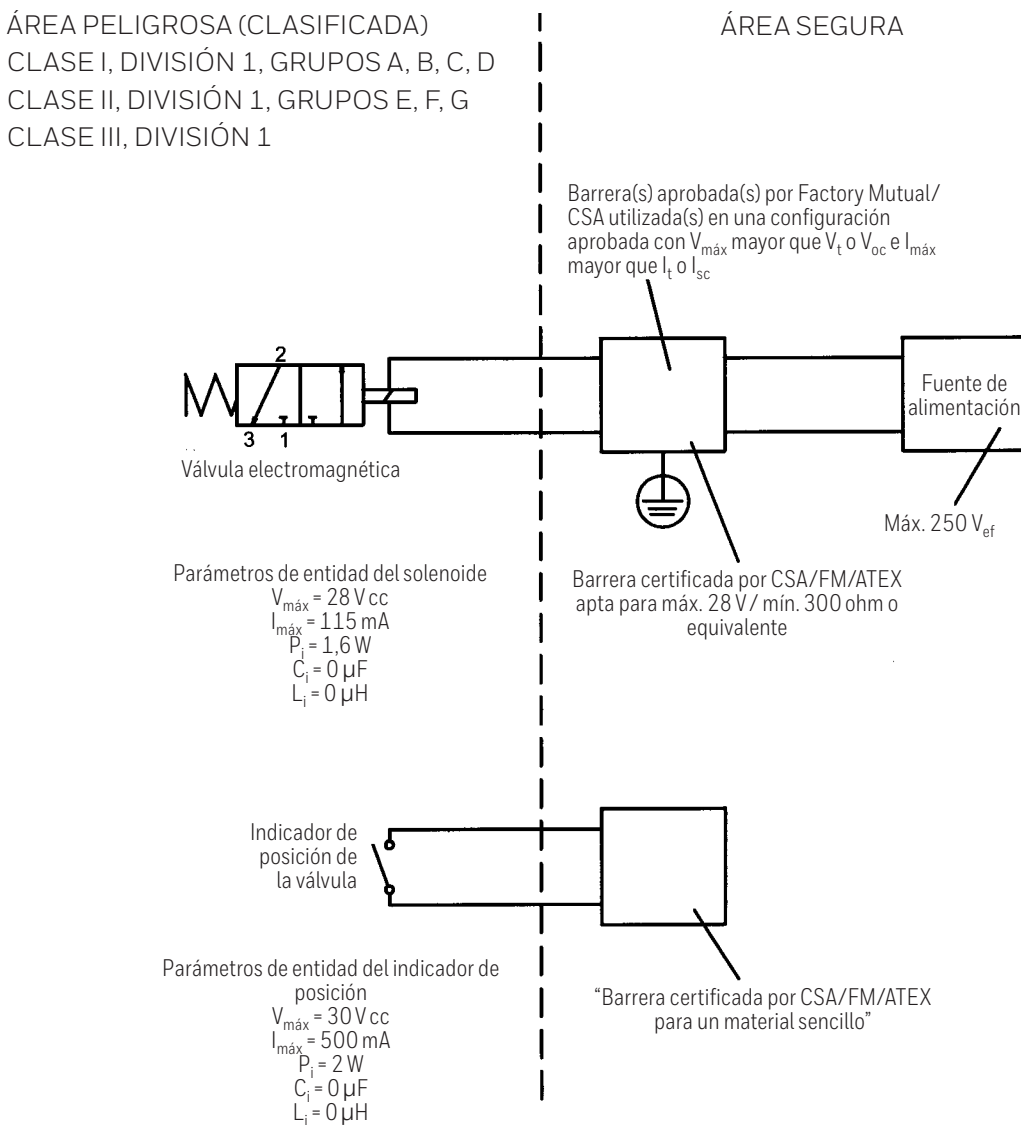 ÁREA PELIGROSA (CLASIFICADA)
CLASE I, DIVISIÓN 1, GRUPOS A, B, C, D
CLASE II, DIVISIÓN 1, GRUPOS E, F, G
CLASE III, DIVISIÓN 1
ÁREA SEGURA
Barrera(s) aprobada(s) por Factory Mutual/
CSA utilizada(s) en una configuración
aprobada con Vmáx mayor que Vt o Voc e Imáx
mayor que It o Isc
2
3 1
Válvula electromagnética
Fuente de
alimentación
Máx. 250 Vef
Parámetros de entidad del solenoide
Vmáx = 28 V cc
Imáx = 115 mA
Pi = 1,6 W
Ci = 0 µF
Li = 0 µH
Barrera certificada por CSA/FM/ATEX
apta para máx. 28 V / mín. 300 ohm o
equivalente
Indicador de
posición de
la válvula
Parámetros de entidad del indicador de
posición
Vmáx = 30 V cc
Imáx = 500 mA
Pi = 2 W
Ci = 0 µF
Li = 0 µH
“Barrera certificada por CSA/FM/ATEX
para un material sencillo”